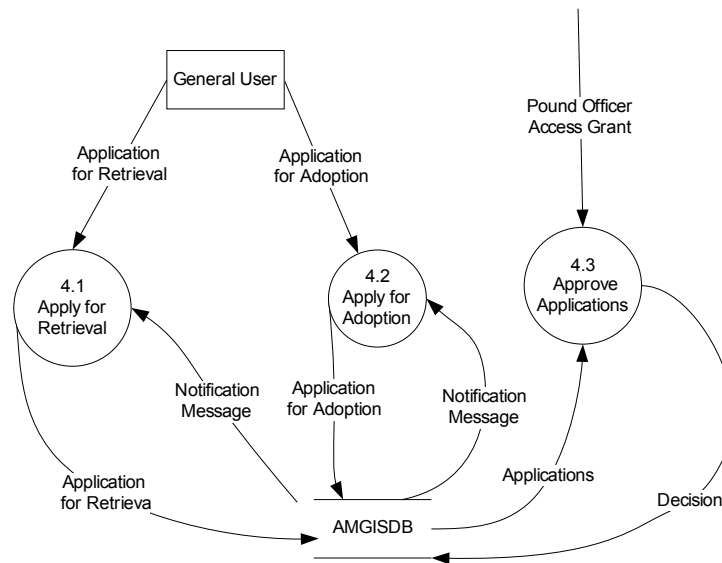 General User
Pound Officer
Access Grant
Application
for Retrieval
Application
for Adoption
4.1
Apply for
Retrieval
4.2
Apply for
Adoption
4.3
Approve
Applications
Notification
Message
Application
for Adoption
Notification
Message
Application
for Retrieva
Applications
Decision
AMGISDB